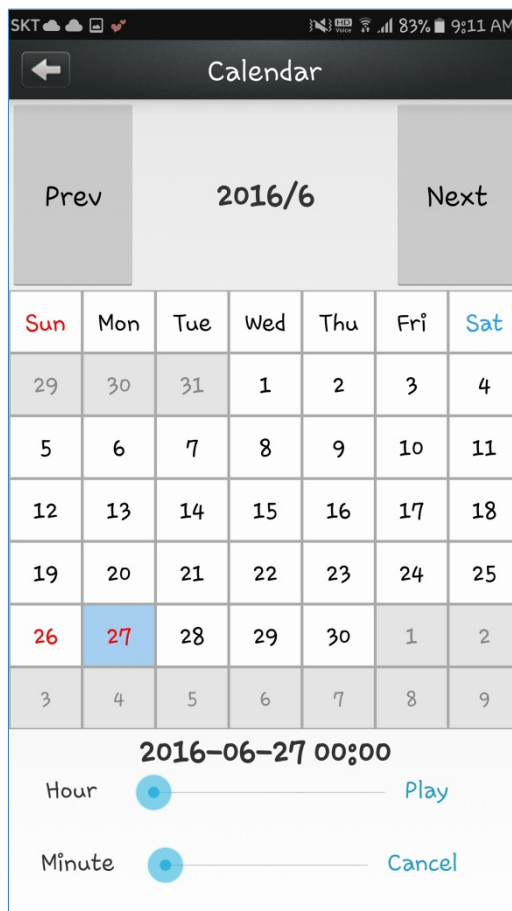 SKT HD Voice 83% 9:11 AM
Calendar
Prev 2016/6 Next
Sun Mon Tue Wed Thu Fri Sat
29 30 31 1 2 3 4
5 6 7 8 9 10 11
12 13 14 15 16 17 18
19 20 21 22 23 24 25
26 27 28 29 30 1 2
3 4 5 6 7 8 9
2016-06-27 00:00
Hour Play
Minute Cancel